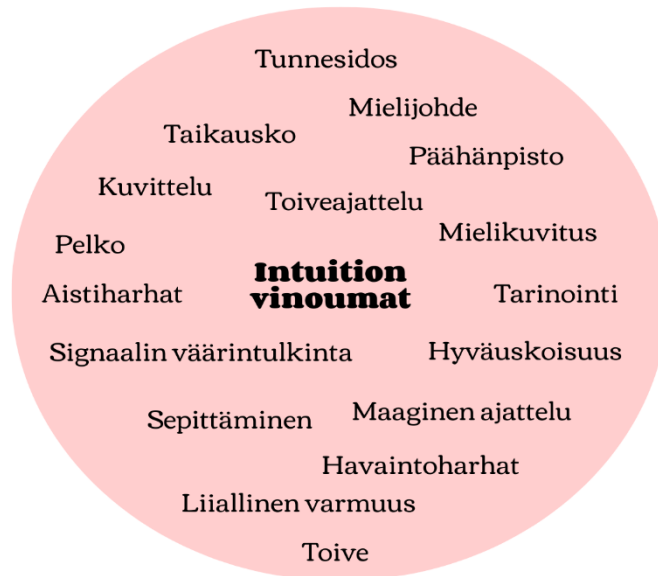 Tunnesidos
Mielijohde
Taikausko
Päähänpisto
Kuvittelu
Toiveajattelu
Mielikuvitus
Pelko
Intuition
vinoumat
Aistiharhat
Tarinointi
Signaalin väärintulkinta
Hyväuskoisuus
Sepittäminen
Maaginen ajattelu
Havaintoharhat
Liiallinen varmuus
Toive